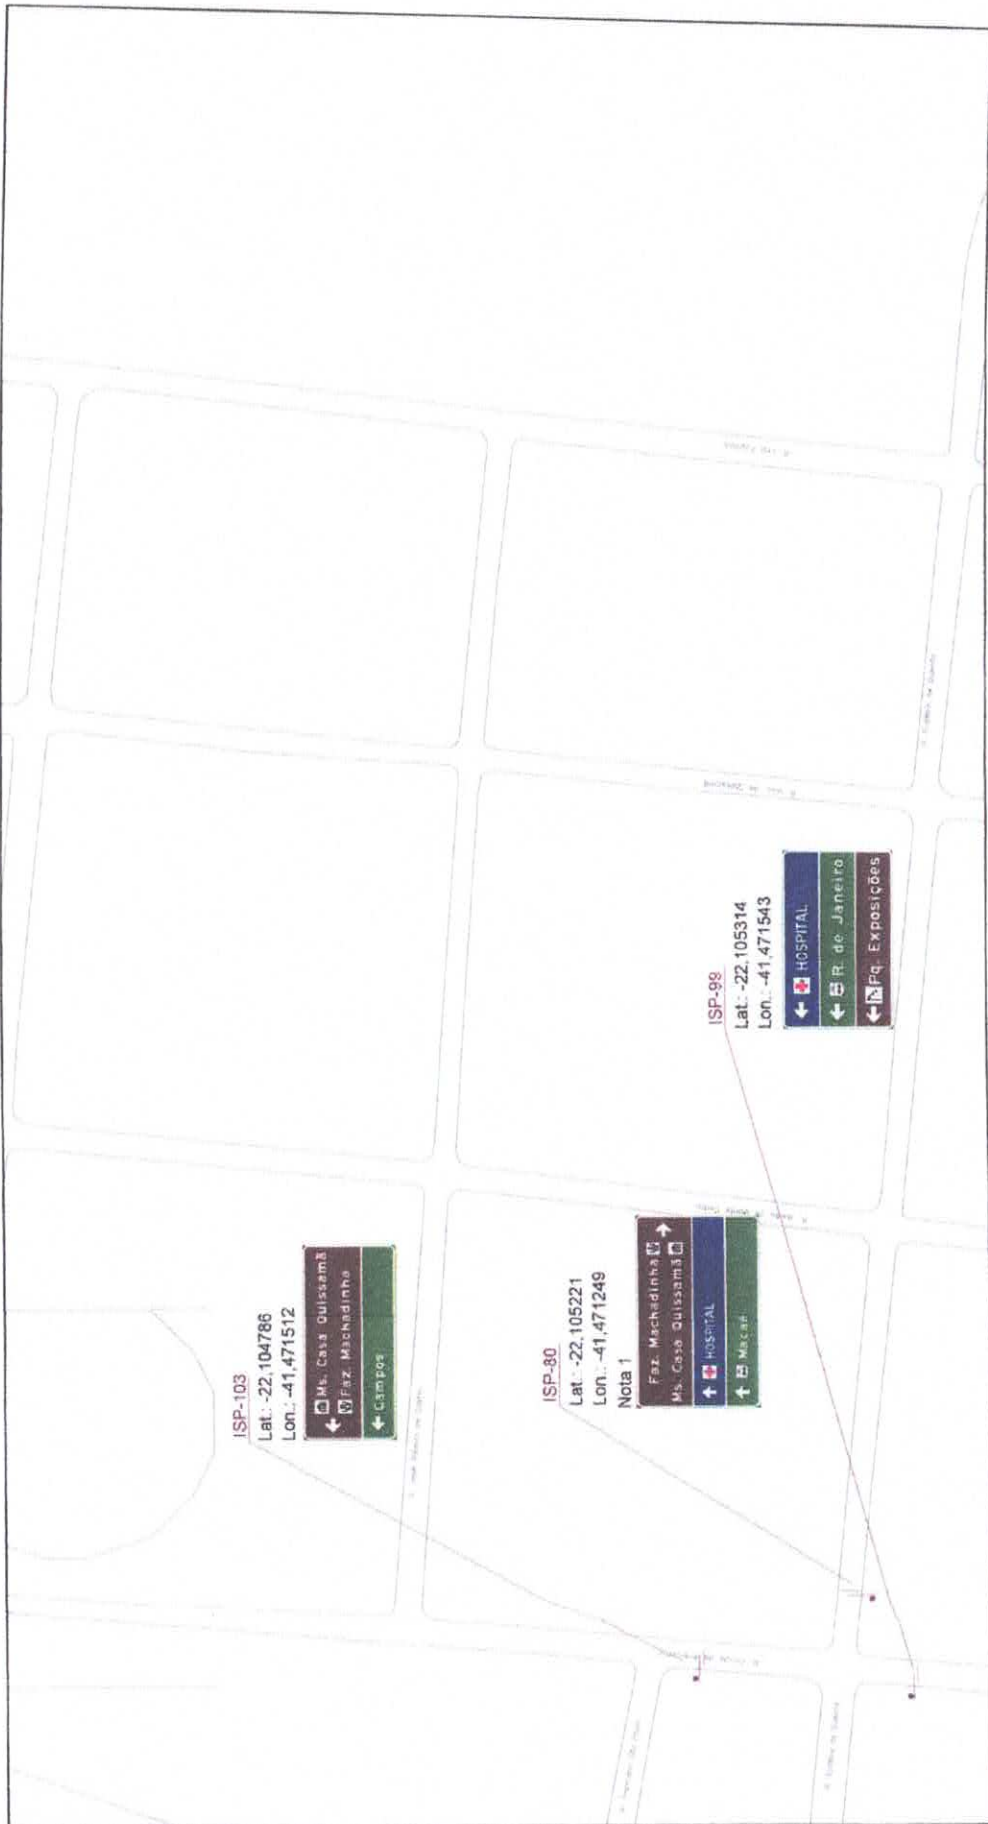 ISP-103
Lat.: -22,104786
Lon.: -41,471512
Ms. Casa Quissamã
Faz. Machadinha
Campos
ISP-80
Lat.: -22,105221
Lon.: -41,471249
Nota 1
Faz. Machadinha
Ms. Casa Quissamã
HOSPITAL
Macaé
ISP-99
Lat.: -22,105314
Lon.: -41,471543
HOSPITAL
R. de Janeiro
Pq. Exposições